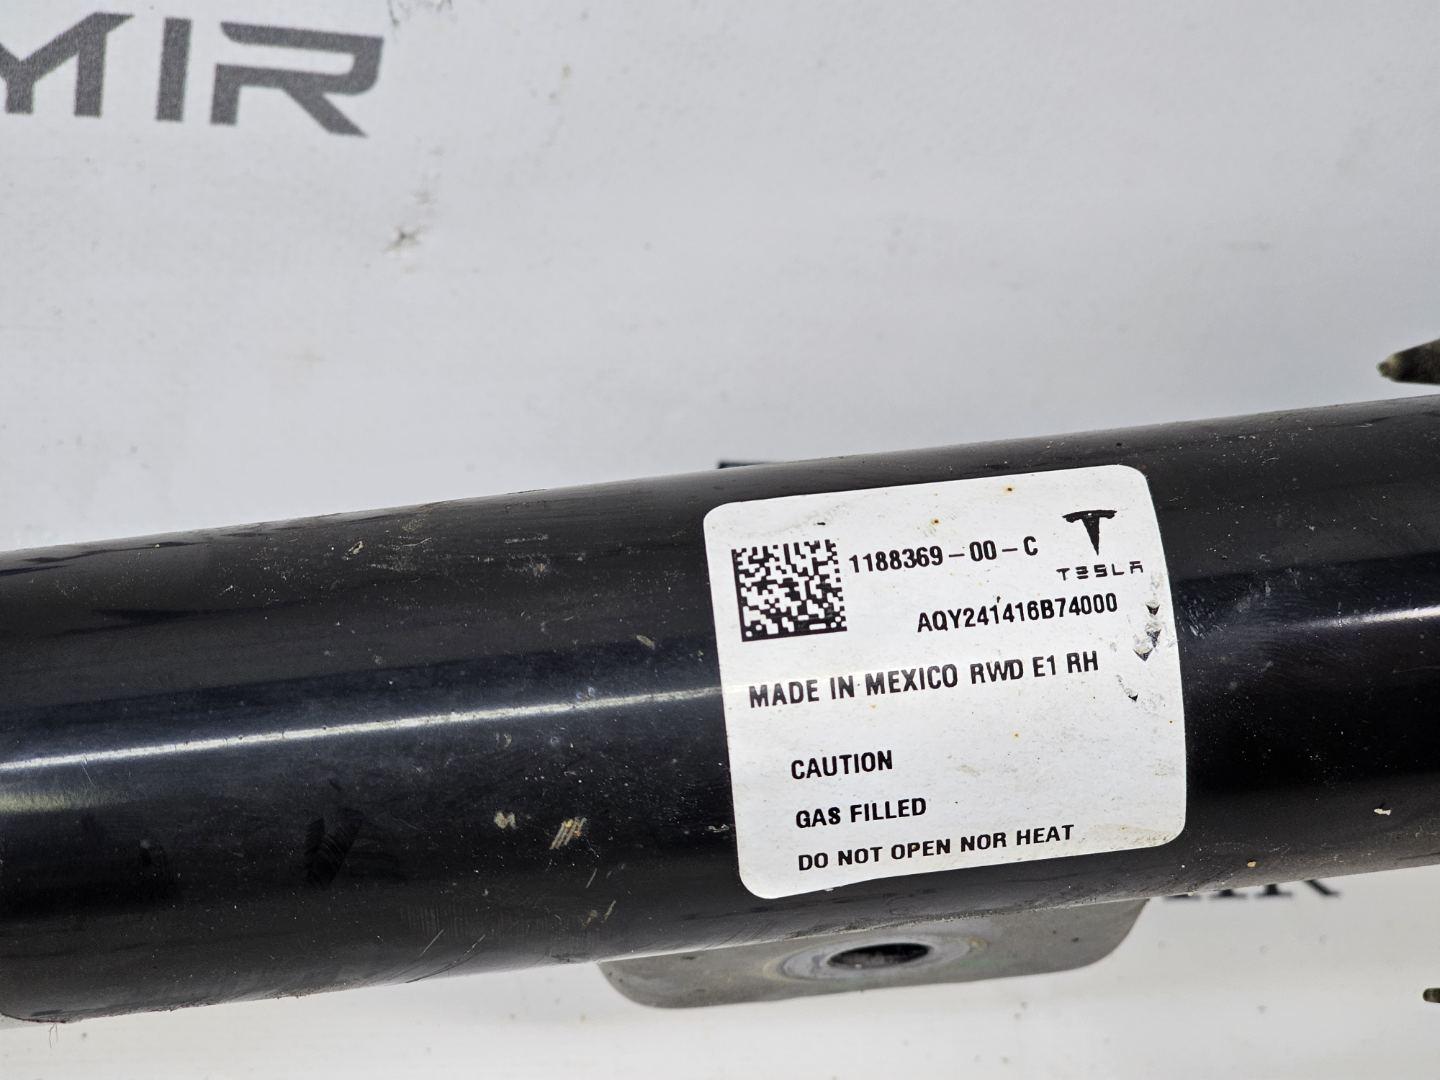 MIR
1188369-00-C
TESLA
AQY241416B74000
MADE IN MEXICO RWD E1 RH
CAUTION
GAS FILLED
DO NOT OPEN NOR HEAT